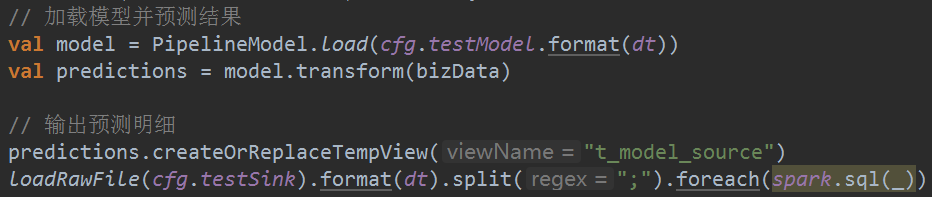 // 加载模型并预测结果
val model = PipelineModel.load(cfg.testModel.format(dt))
val predictions = model.transform(bizData)
// 输出预测明细
predictions.createOrReplaceTempView( viewName = "t_model_source")
LoadRawFile(cfg.testSink).format(dt).split( regex = ";").foreach(spark.sql(_))